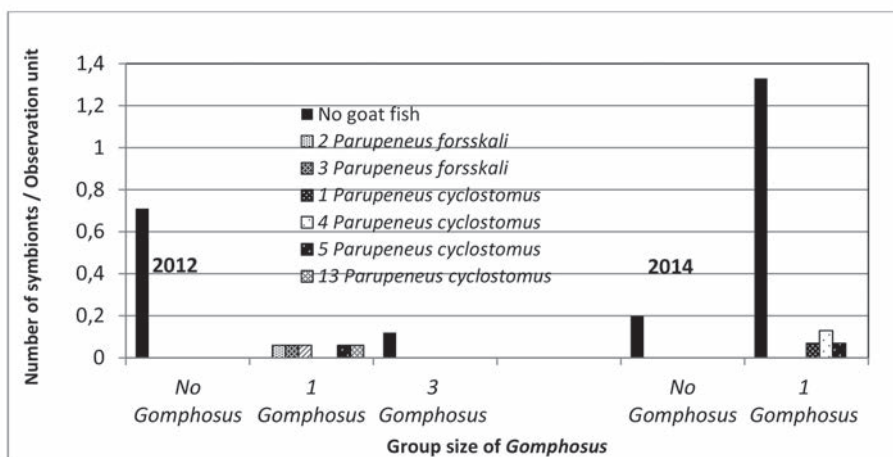 Number of symbionts / Observation unit
1,4
1,2
1
0,8
0,6
0,4
0,2
0
No goat fish
2 Parupeneus forsskali
3 Parupeneus forsskali
1 Parupeneus cyclostomus
4 Parupeneus cyclostomus
5 Parupeneus cyclostomus
13 Parupeneus cyclostomus
2012
2014
No
Gomphosus
1
Gomphosus
3
Gomphosus
No
Gomphosus
1
Gomphosus
Group size of Gomphosus